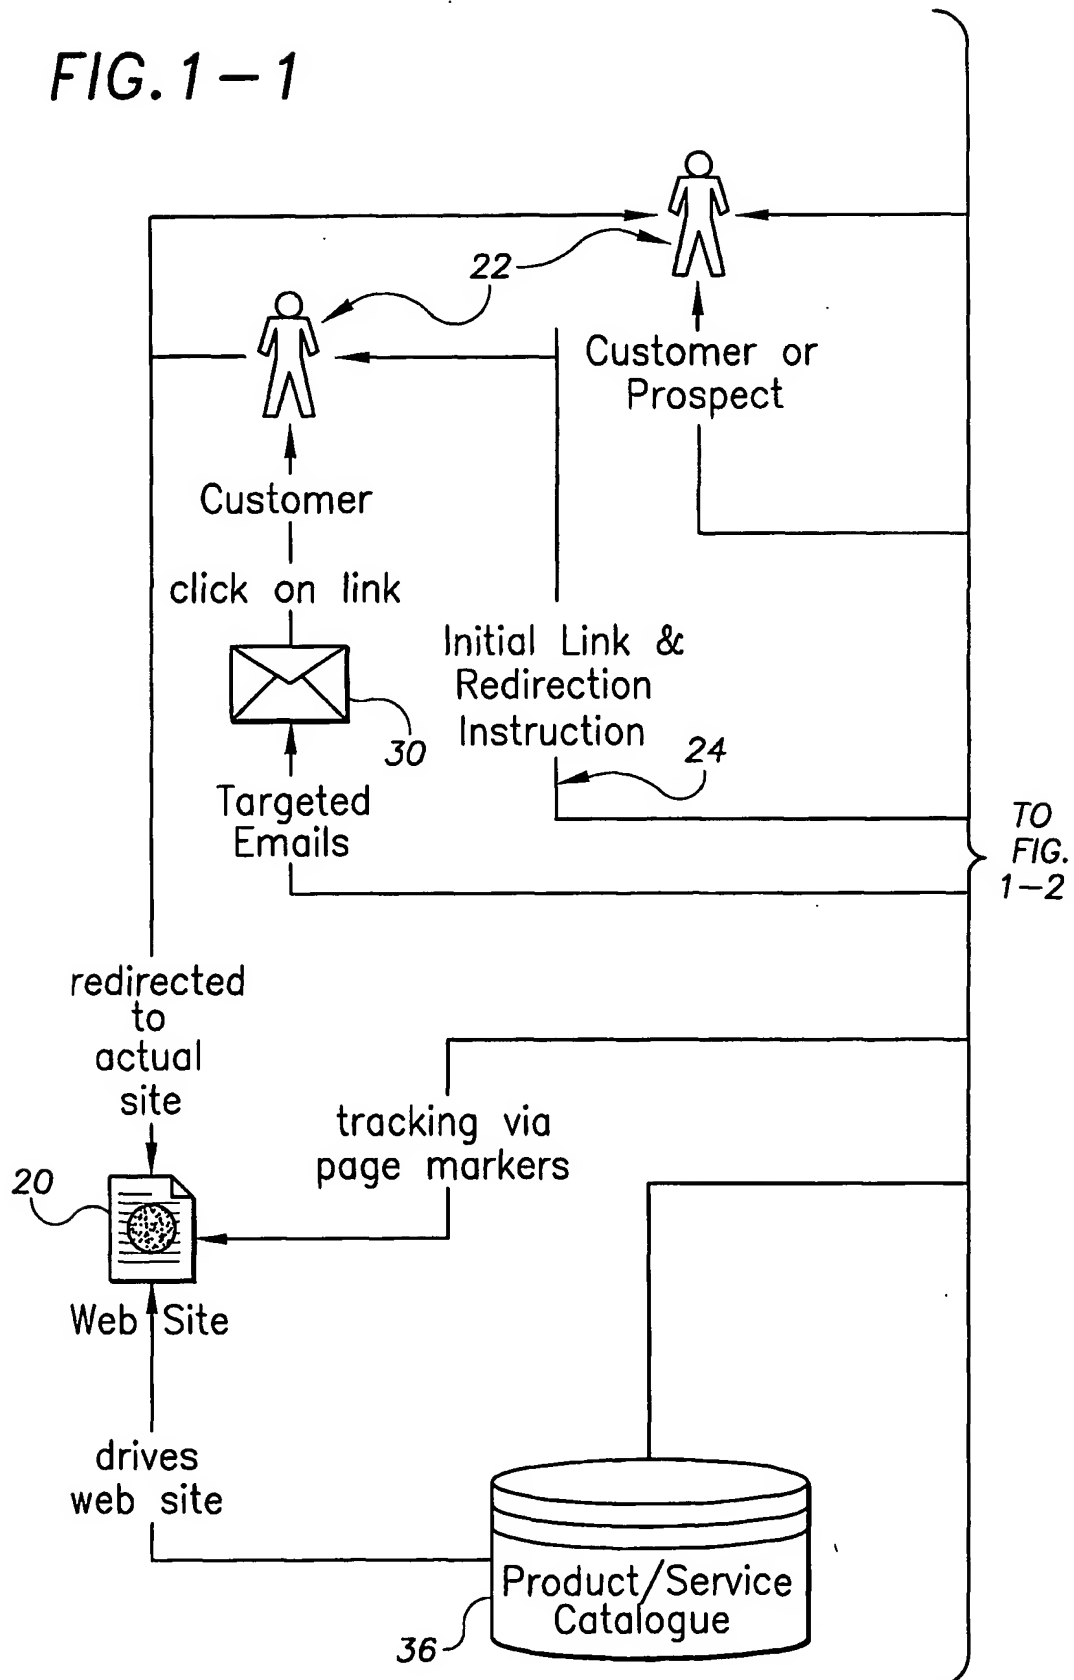 FIG. 1-1
22
Customer or
Prospect
Customer
click on link
Initial Link &
Redirection
Instruction
30
24
Targeted
Emails
TO
FIG.
1-2
redirected
to
actual
site
tracking via
page markers
20
Web Site
drives
web site
Product/Service
Catalogue
36